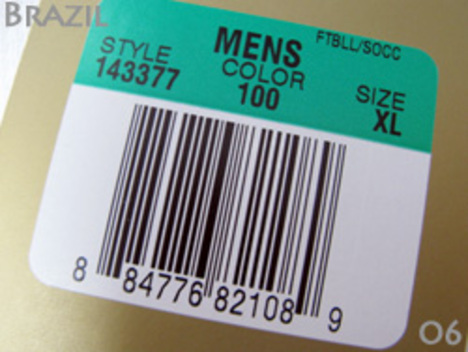 BRAZIL
STYLE MENS FTBLL/SOCC
143377 COLOR SIZE
100 XL
8 84776 82108 9
06